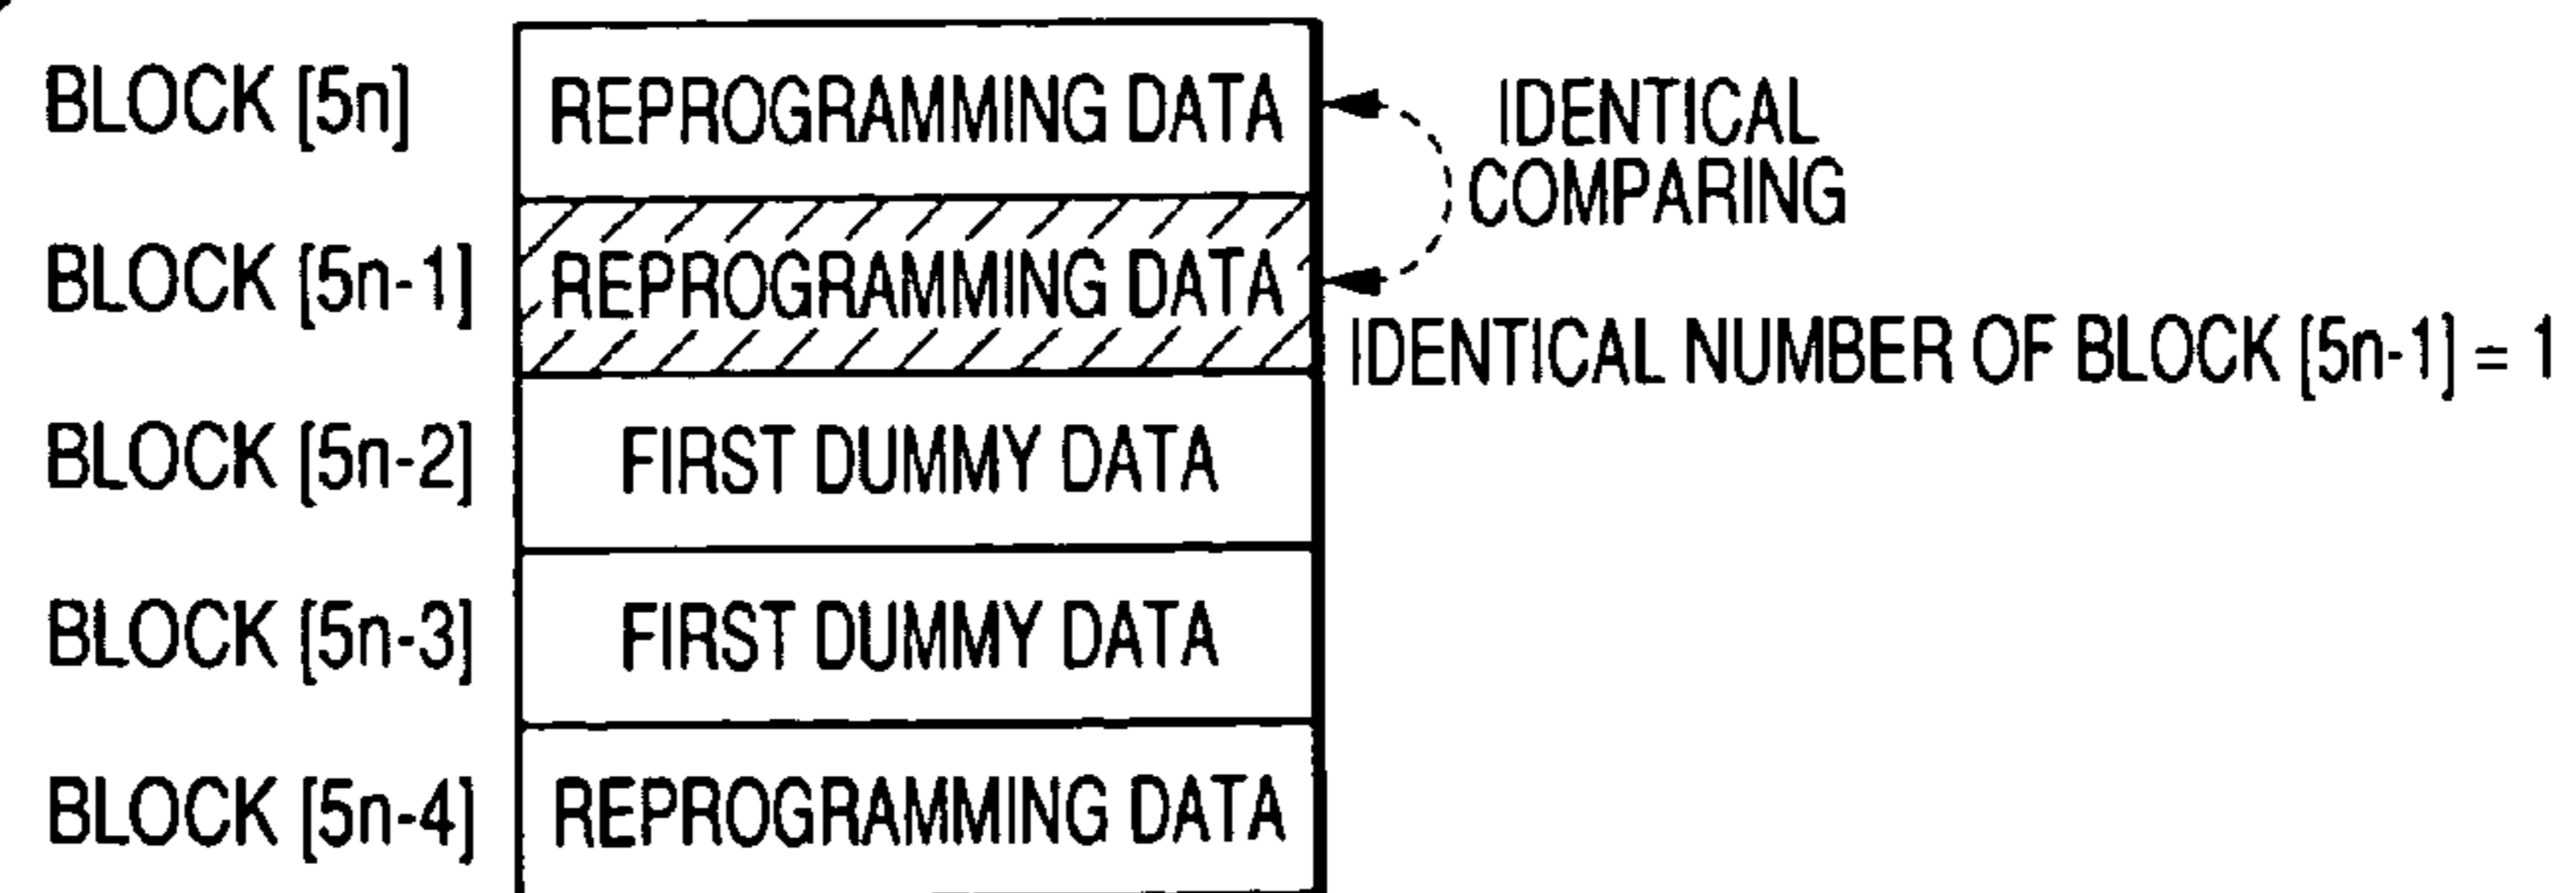 BLOCK [5n] REPROGRAMMING DATA
IDENTICAL
COMPARING
BLOCK [5n-1] REPROGRAMMING DATA
IDENTICAL NUMBER OF BLOCK [5n-1] = 1
BLOCK [5n-2] FIRST DUMMY DATA
BLOCK [5n-3] FIRST DUMMY DATA
BLOCK [5n-4] REPROGRAMMING DATA